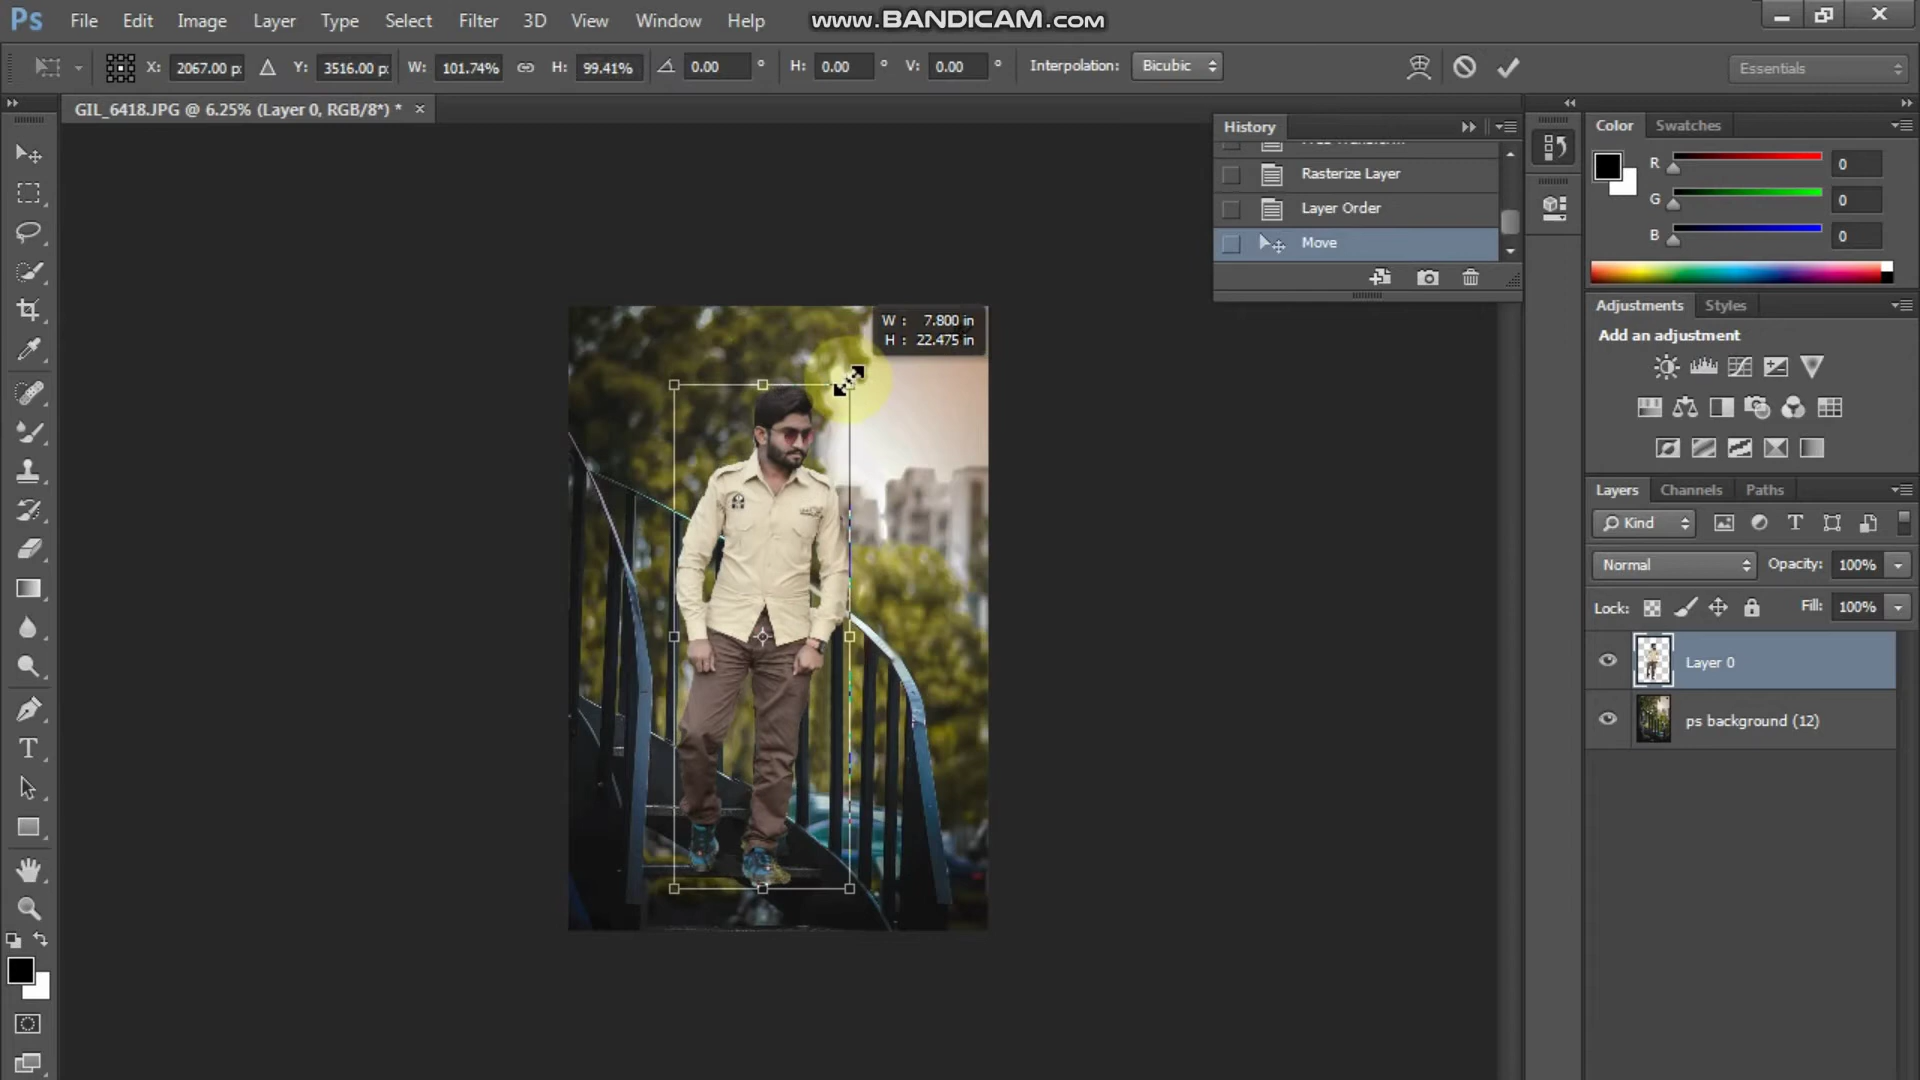 Ps File Edit Image Layer Type Select Filter 3D View Window Help www.BANDICAM.com
X: 2067.00 p: Y: 3516.00 p: W: 101.74% H: 99.41% 0.00 ° H: 0.00 ° V: 0.00 ° Interpolation: Bicubic Essentials
GIL_6418.JPG @ 6.25% (Layer 0, RGB/8*) * ×
History
Rasterize Layer
Layer Order
Move
W : 7.800 in
H : 22.475 in
Color Swatches
R 0
G 0
B 0
Adjustments Styles
Add an adjustment
Layers Channels Paths
Kind
Normal Opacity: 100%
Lock: Fill: 100%
Layer 0
ps background (12)